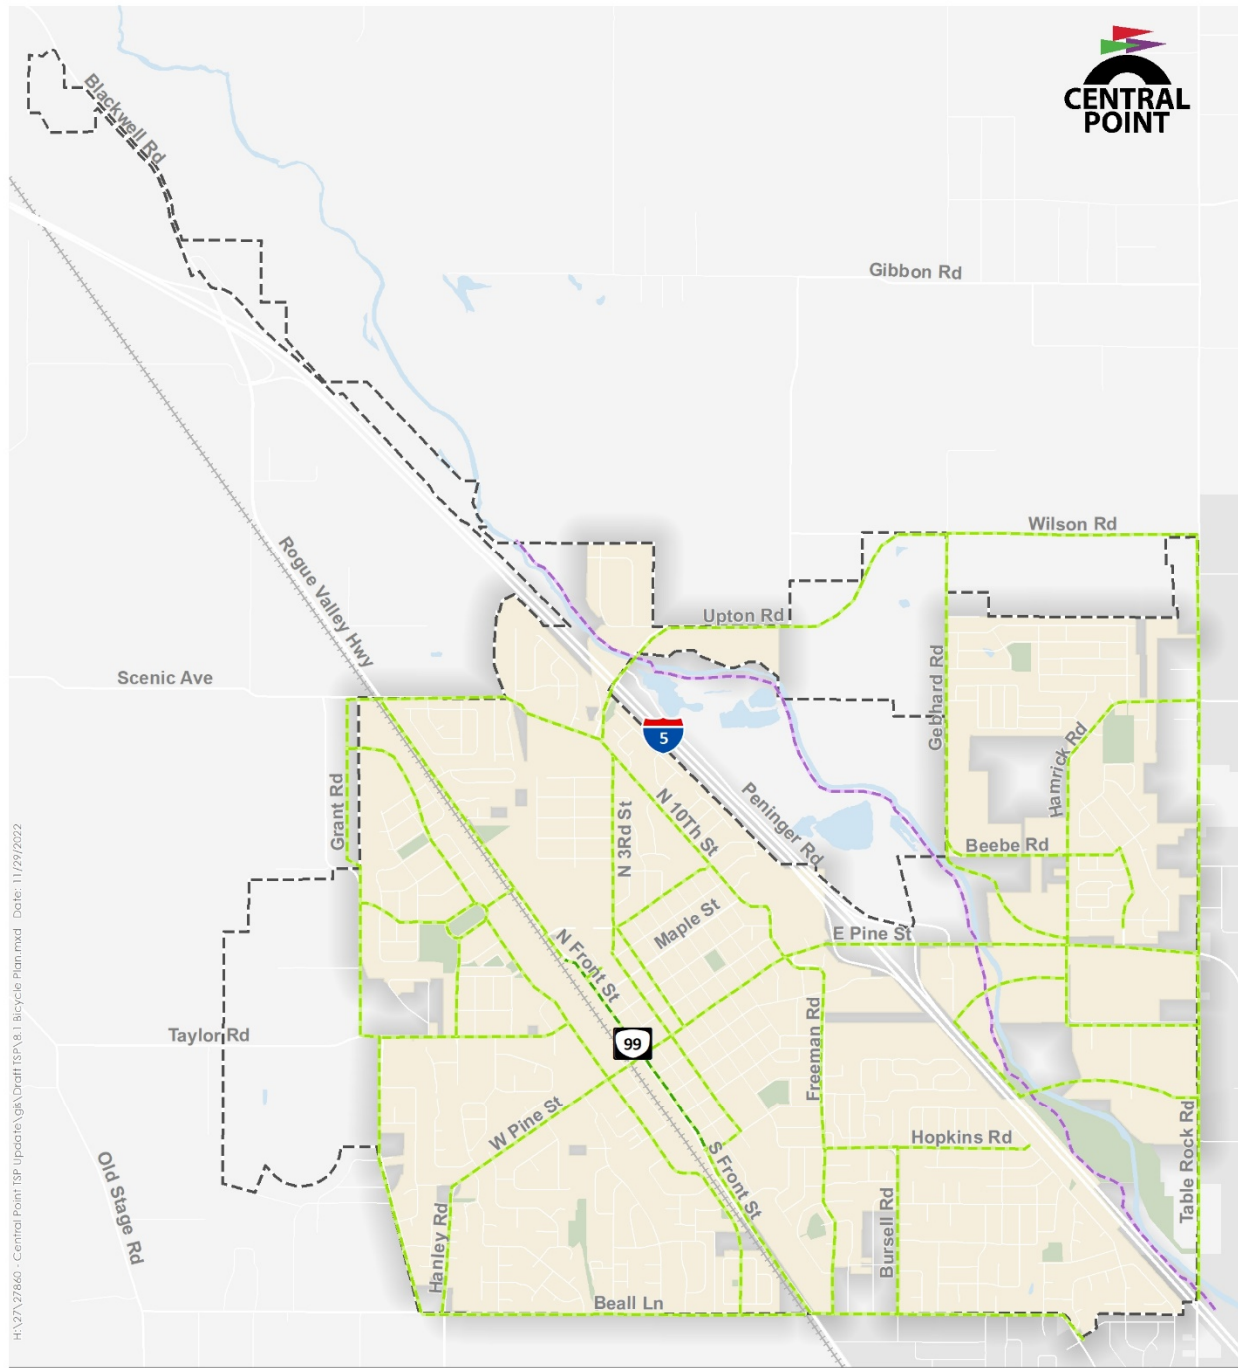 CENTRAL
POINT
Blackwell Rd
Gibbon Rd
Wilson Rd
Rogue Valley Hwy
Upton Rd
Scenic Ave
Gebhard Rd
5
Hamrick Rd
Grant Rd
Peninger Rd
N 10Th St
N 3Rd St
Beebe Rd
Maple St
E Pine St
N Front St
Taylor Rd
99
Freeman Rd
W Pine St
Hopkins Rd
Table Rock Rd
Old Stage Rd
S Front St
Hanley Rd
Bursell Rd
Beall Ln
H:\27\27860 - Central Point TSP Update\gis\Draft TSP\8.1 Bicycle Plan.mxd Date: 11/29/2022